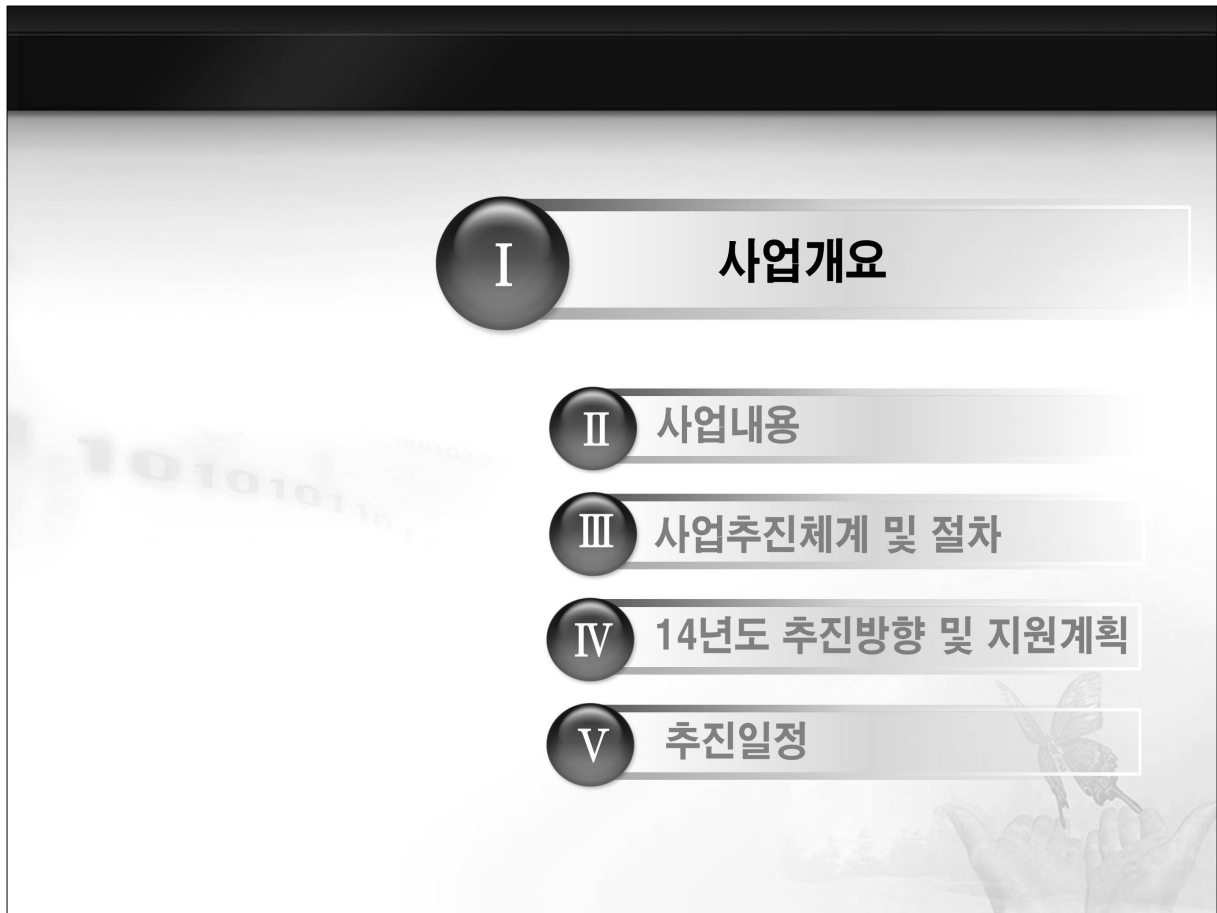 Ⅰ 사업개요
Ⅱ 사업내용
Ⅲ 사업추진체계 및 절차
Ⅳ 14년도 추진방향 및 지원계획
Ⅴ 추진일정